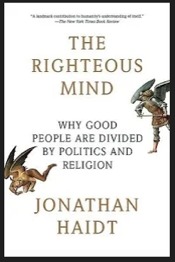 "A landmark contribution to humanity's understanding of itself."
—The New York Times Book Review
THE
RIGHTEOUS
MIND
WHY GOOD
PEOPLE ARE DIVIDED
BY POLITICS AND
RELIGION
JONATHAN
HAIDT